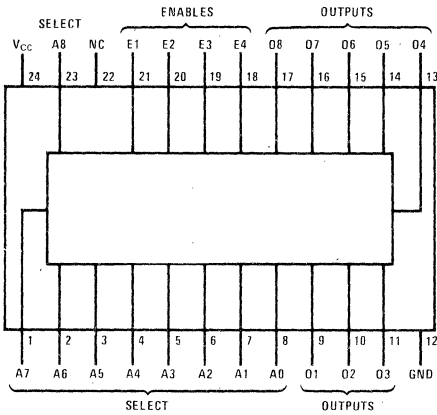 SELECT ENABLES OUTPUTS
VCC A8 NC E1 E2 E3 E4 O8 O7 O6 O5 O4
24 23 22 21 20 19 18 17 16 15 14 13
1 2 3 4 5 6 7 8 9 10 11 12
A7 A6 A5 A4 A3 A2 A1 A0 O1 O2 O3 GND
SELECT OUTPUTS